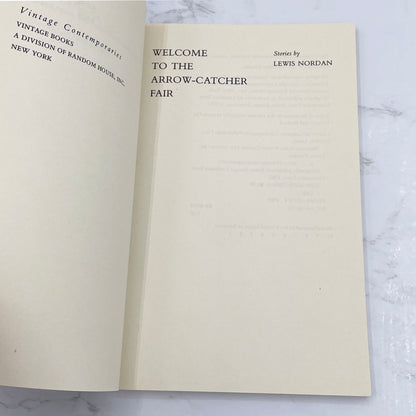 Vintage Contemporaries
VINTAGE BOOKS
A DIVISION OF RANDOM HOUSE, INC.
NEW YORK
WELCOME
TO THE
ARROW-CATCHER
FAIR
Stories by
LEWIS NORDAN